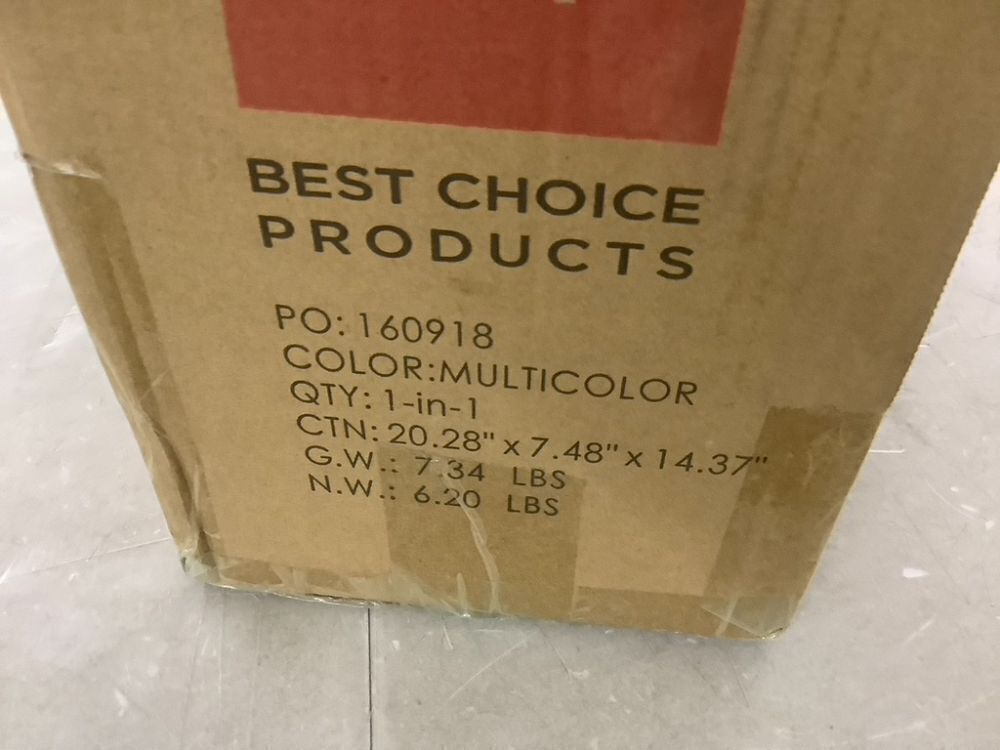 BEST CHOICE
PRODUCTS
PO: 160918
COLOR:MULTICOLOR
QTY: 1-in-1
CTN: 20.28" x 7.48" x 14.37"
G.W.: 7.34 LBS
N.W.: 6.20 LBS